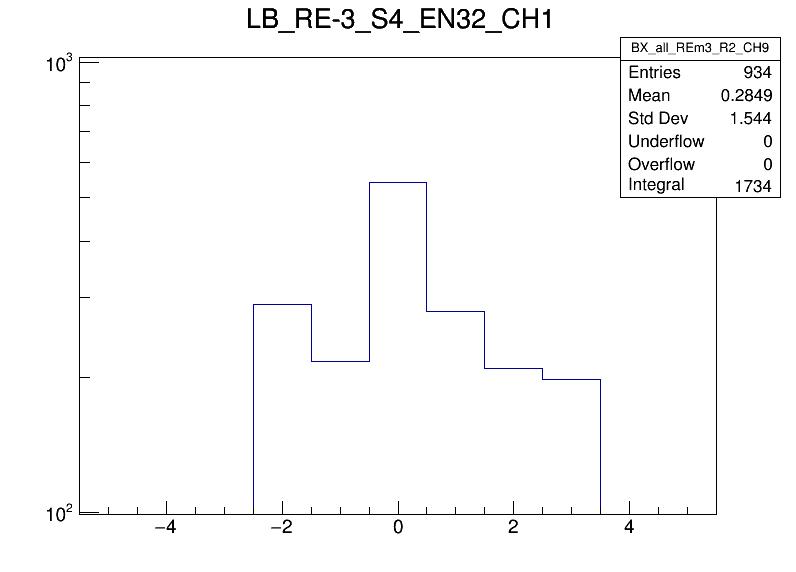 LB_RE-3_S4_EN32_CH1
BX_all_REm3_R2_CH9
Entries 934
Mean 0.2849
Std Dev 1.544
Underflow 0
Overflow 0
Integral 1734
10³
10²
−4 −2 0 2 4